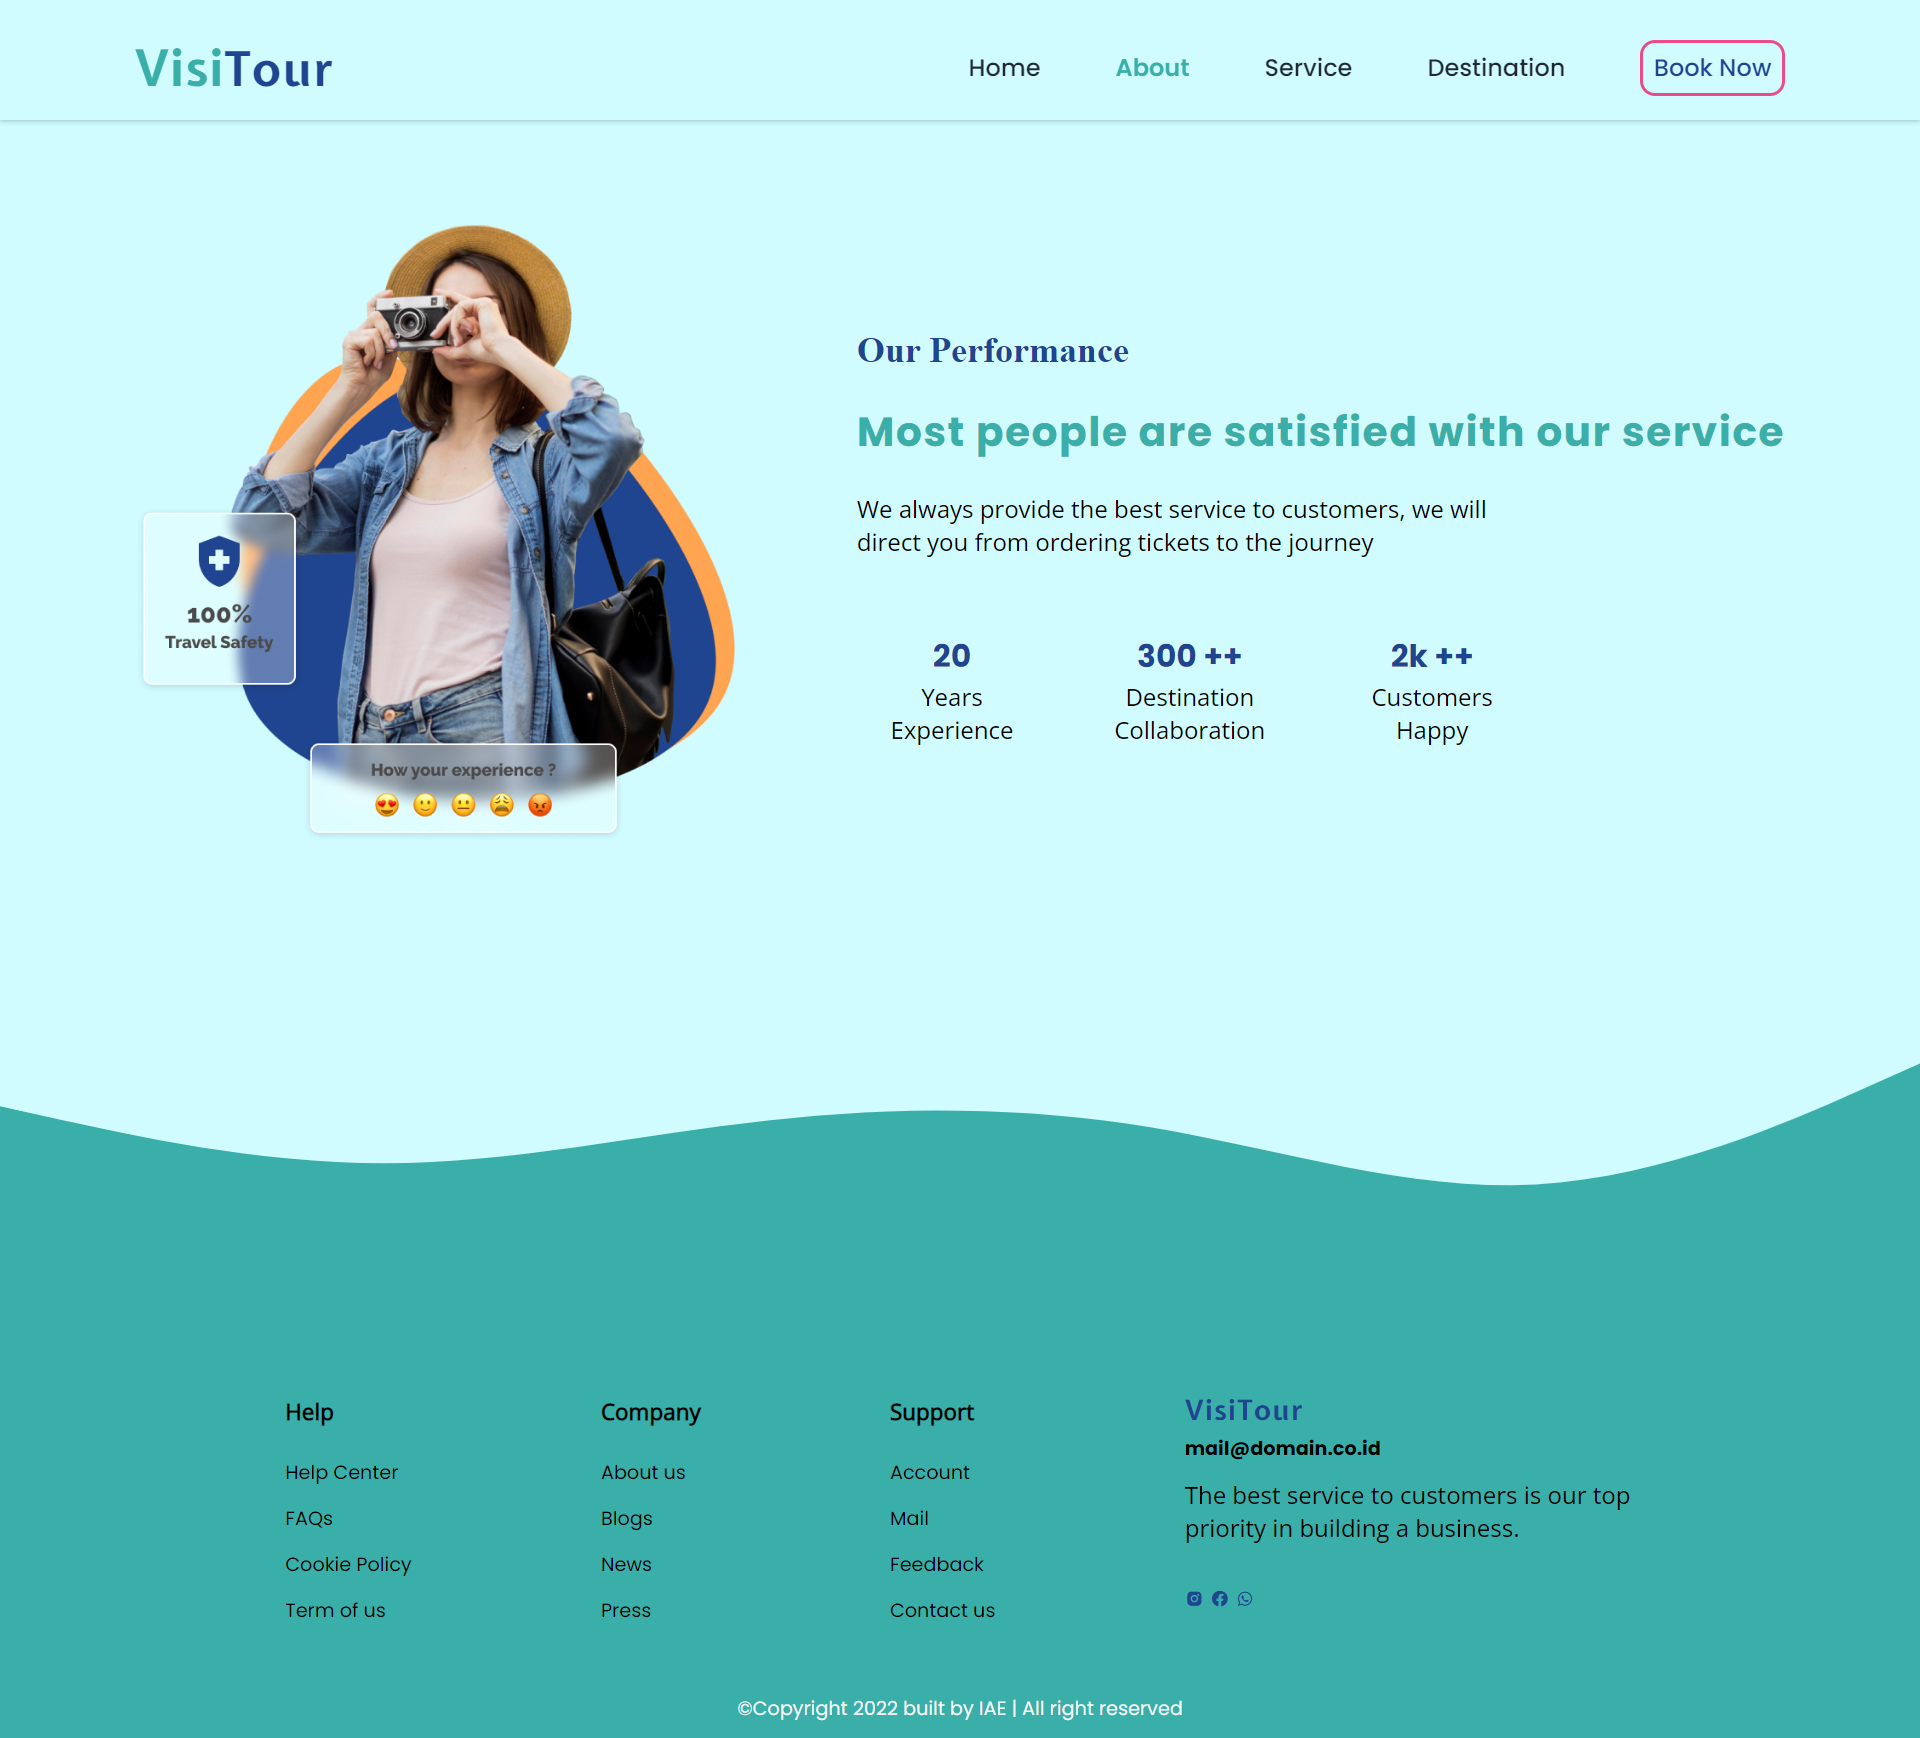 VisiTour
Home
About
Service
Destination
Book Now
Our Performance
Most people are satisfied with our service
We always provide the best service to customers, we will
direct you from ordering tickets to the journey
100%
Travel Safety
How your experience ?
20
Years
Experience
300 ++
Destination
Collaboration
2k ++
Customers
Happy
Help
Help Center
FAQs
Cookie Policy
Term of us
Company
About us
Blogs
News
Press
Support
Account
Mail
Feedback
Contact us
VisiTour
mail@domain.co.id
The best service to customers is our top
priority in building a business.
©Copyright 2022 built by IAE | All right reserved